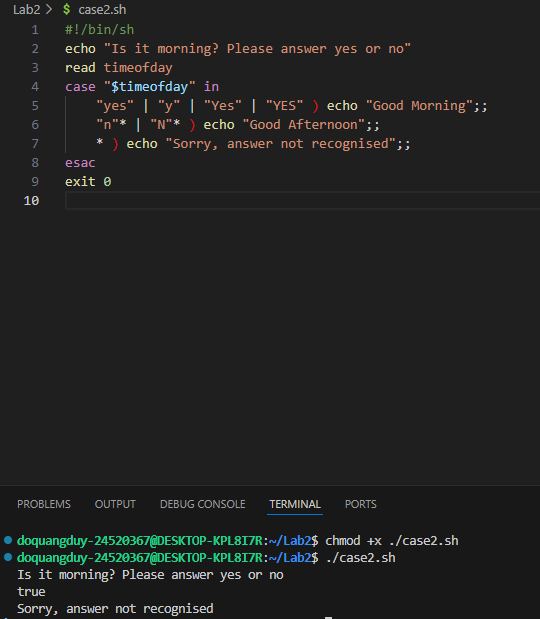 Lab2 > $ case2.sh
1 #!/bin/sh
2 echo "Is it morning? Please answer yes or no"
3 read timeofday
4 case "$timeofday" in
5     "yes" | "y" | "Yes" | "YES" ) echo "Good Morning";;
6     "n"* | "N"* ) echo "Good Afternoon";;
7     * ) echo "Sorry, answer not recognised";;
8 esac
9 exit 0
10
PROBLEMS OUTPUT DEBUG CONSOLE TERMINAL PORTS
doquangduy-24520367@DESKTOP-KPL8I7R:~/Lab2$ chmod +x ./case2.sh
doquangduy-24520367@DESKTOP-KPL8I7R:~/Lab2$ ./case2.sh
Is it morning? Please answer yes or no
true
Sorry, answer not recognised